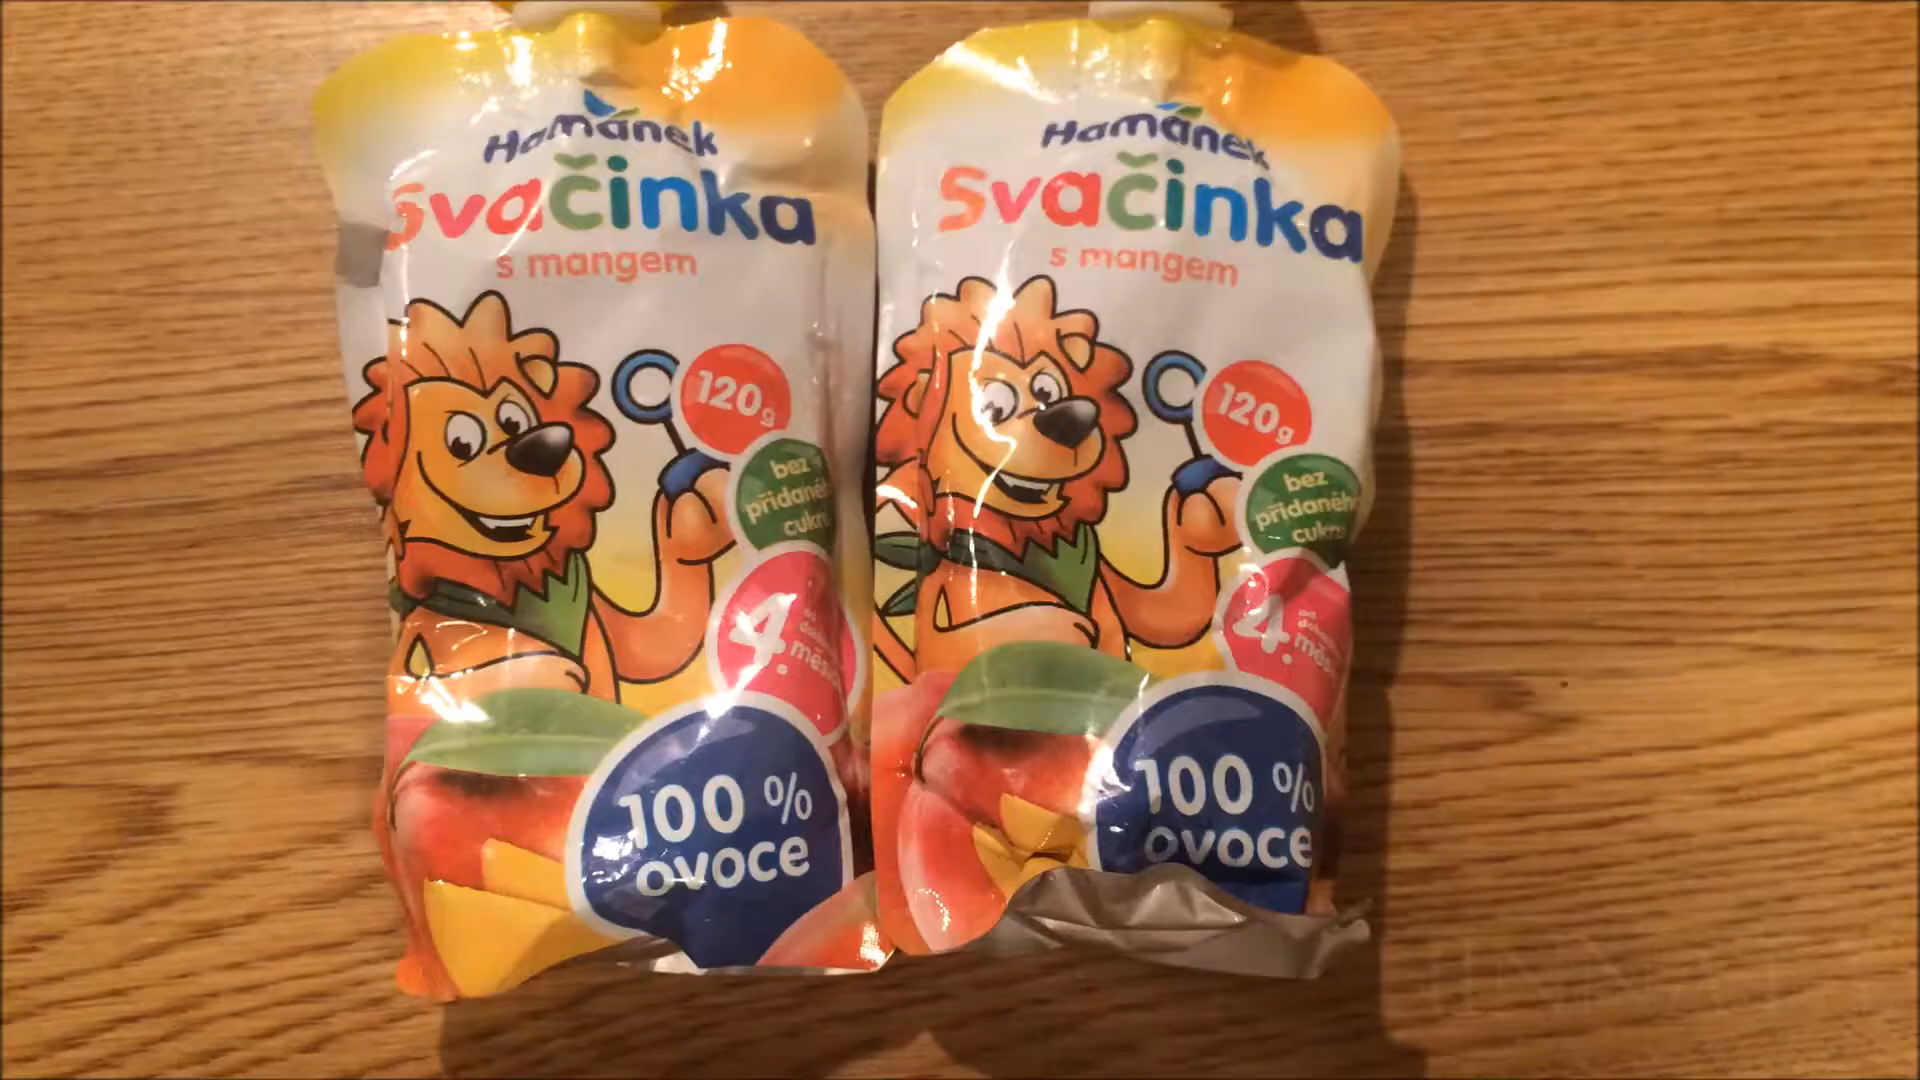 Hamánek
Svačinka
s mangem
120g
bez
přidaného
cukru
4.
měsíce
100 %
ovoce
Hamánek
Svačinka
s mangem
120g
bez
přidaného
cukru
4.
100 %
ovoce